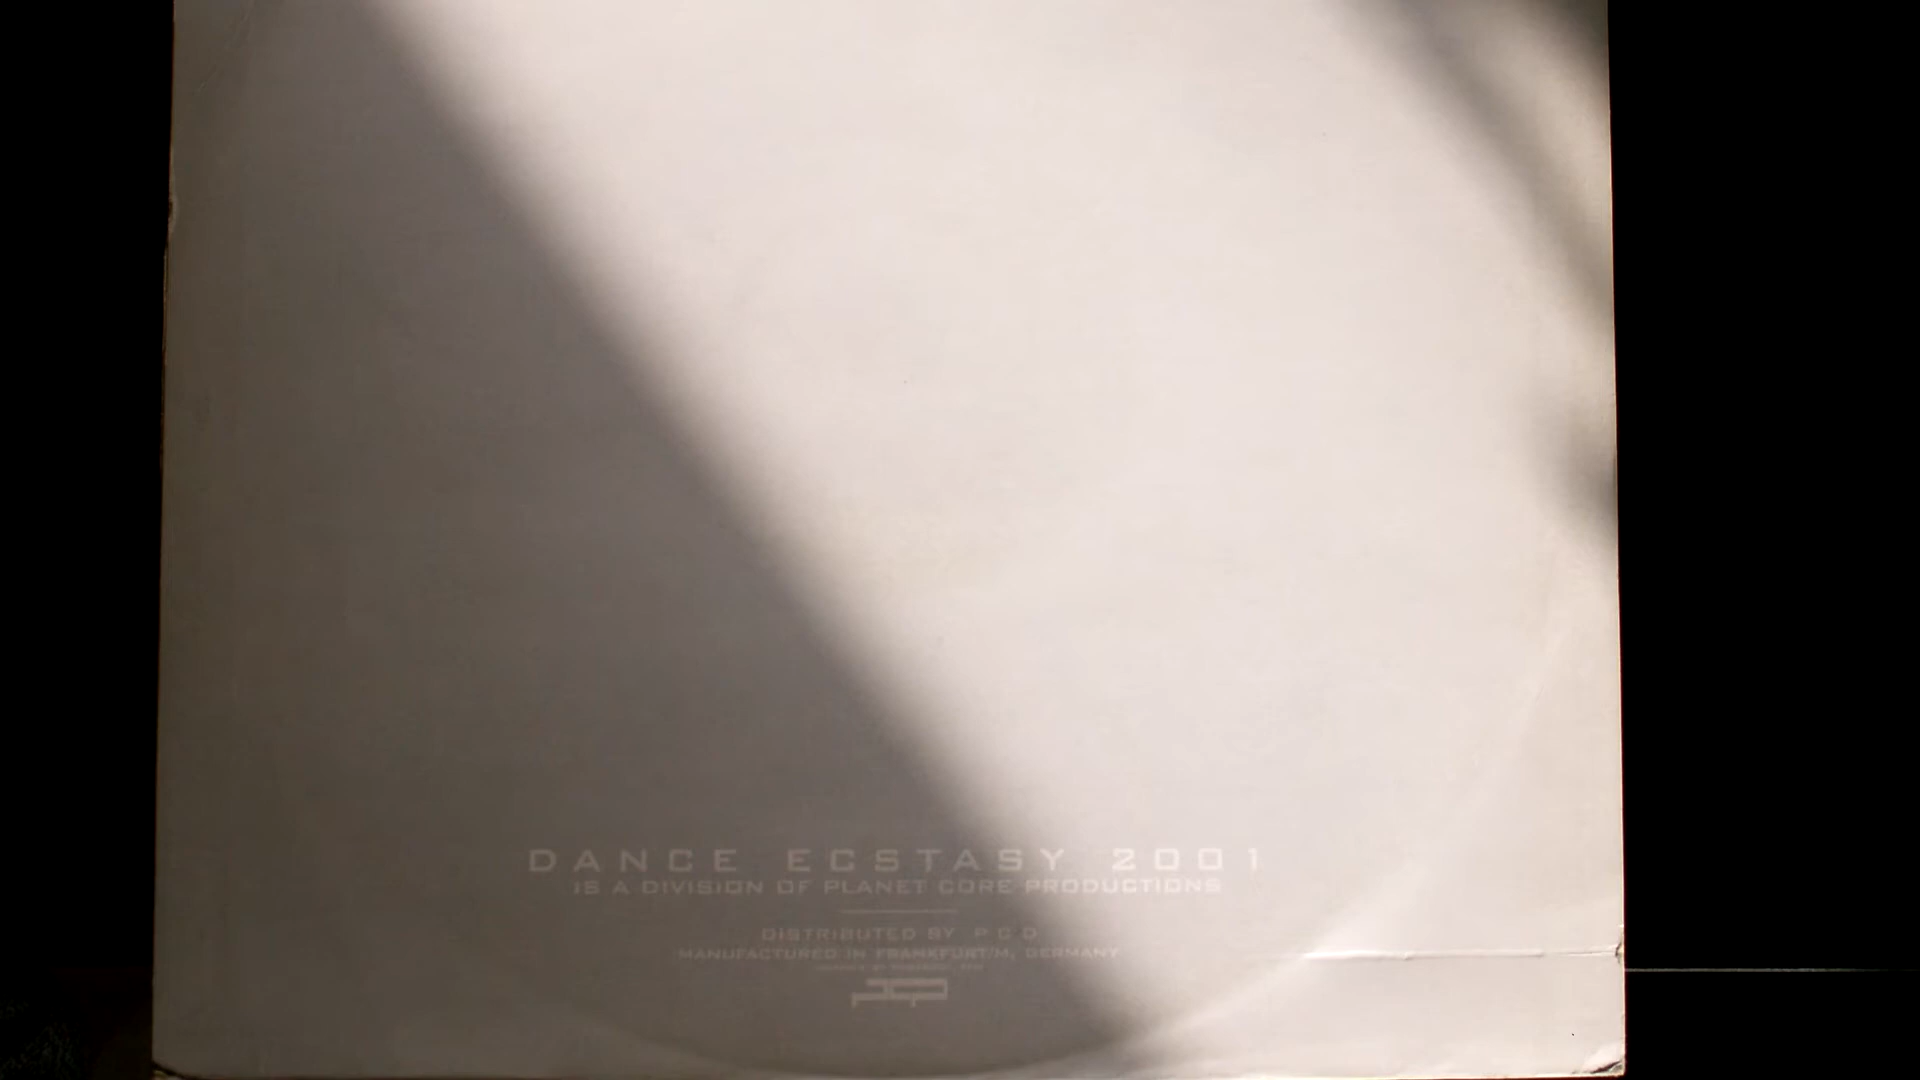 DANCE ECSTASY 2001
IS A DIVISION OF PLANET CORE PRODUCTIONS
DISTRIBUTED BY P C D
MANUFACTURED IN FRANKFURT/M, GERMANY